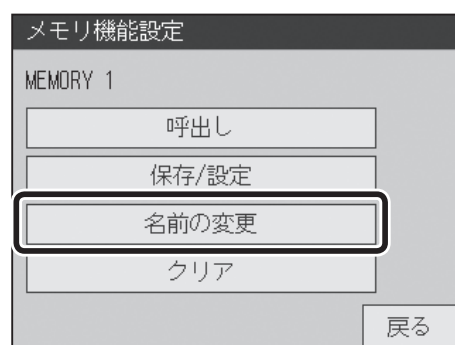 メモリ機能設定
MEMORY 1
呼出し
保存/設定
名前の変更
クリア
戻る